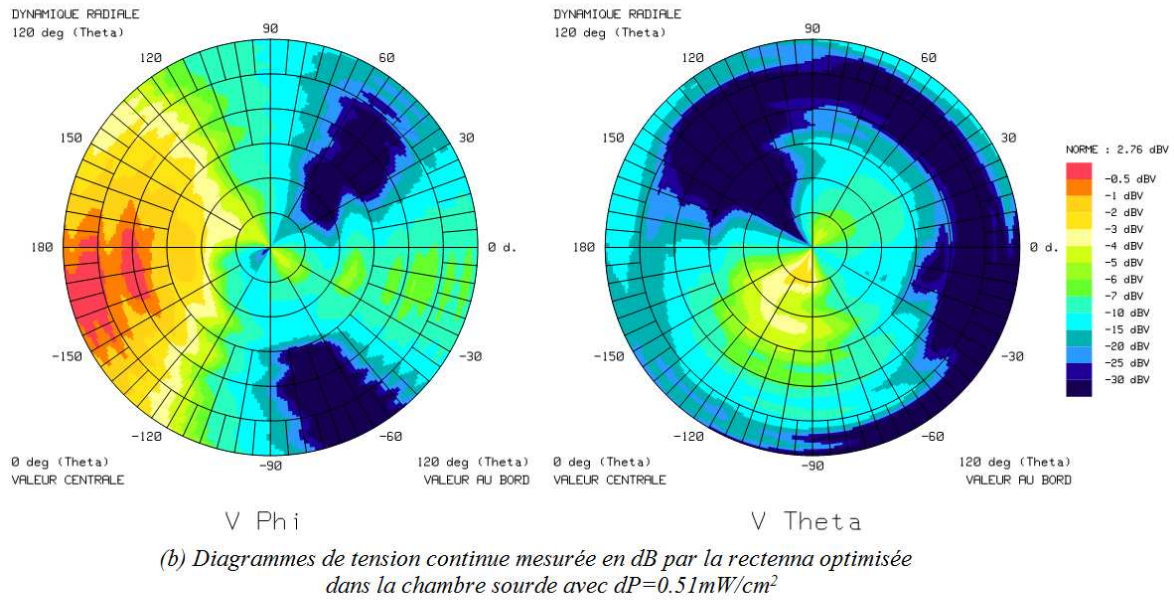 DYNAMIQUE RADIALE
120 deg (Theta)
90
120
60
150
30
180
0 d.
-150
-30
-120
-60
-90
0 deg (Theta)
VALEUR CENTRALE
120 deg (Theta)
VALEUR AU BORD
V Phi
DYNAMIQUE RADIALE
120 deg (Theta)
90
120
60
150
30
180
0 d.
-150
-30
-120
-60
-90
0 deg (Theta)
VALEUR CENTRALE
120 deg (Theta)
VALEUR AU BORD
V Theta
NORME : 2.76 dBV
-0.5 dBV
-1 dBV
-2 dBV
-3 dBV
-4 dBV
-5 dBV
-7 dBV
-10 dBV
-15 dBV
-20 dBV
-25 dBV
-30 dBV
(b) Diagrammes de tension continue mesurée en dB par la rectenna optimisée
dans la chambre sourde avec dP=0.51mW/cm²